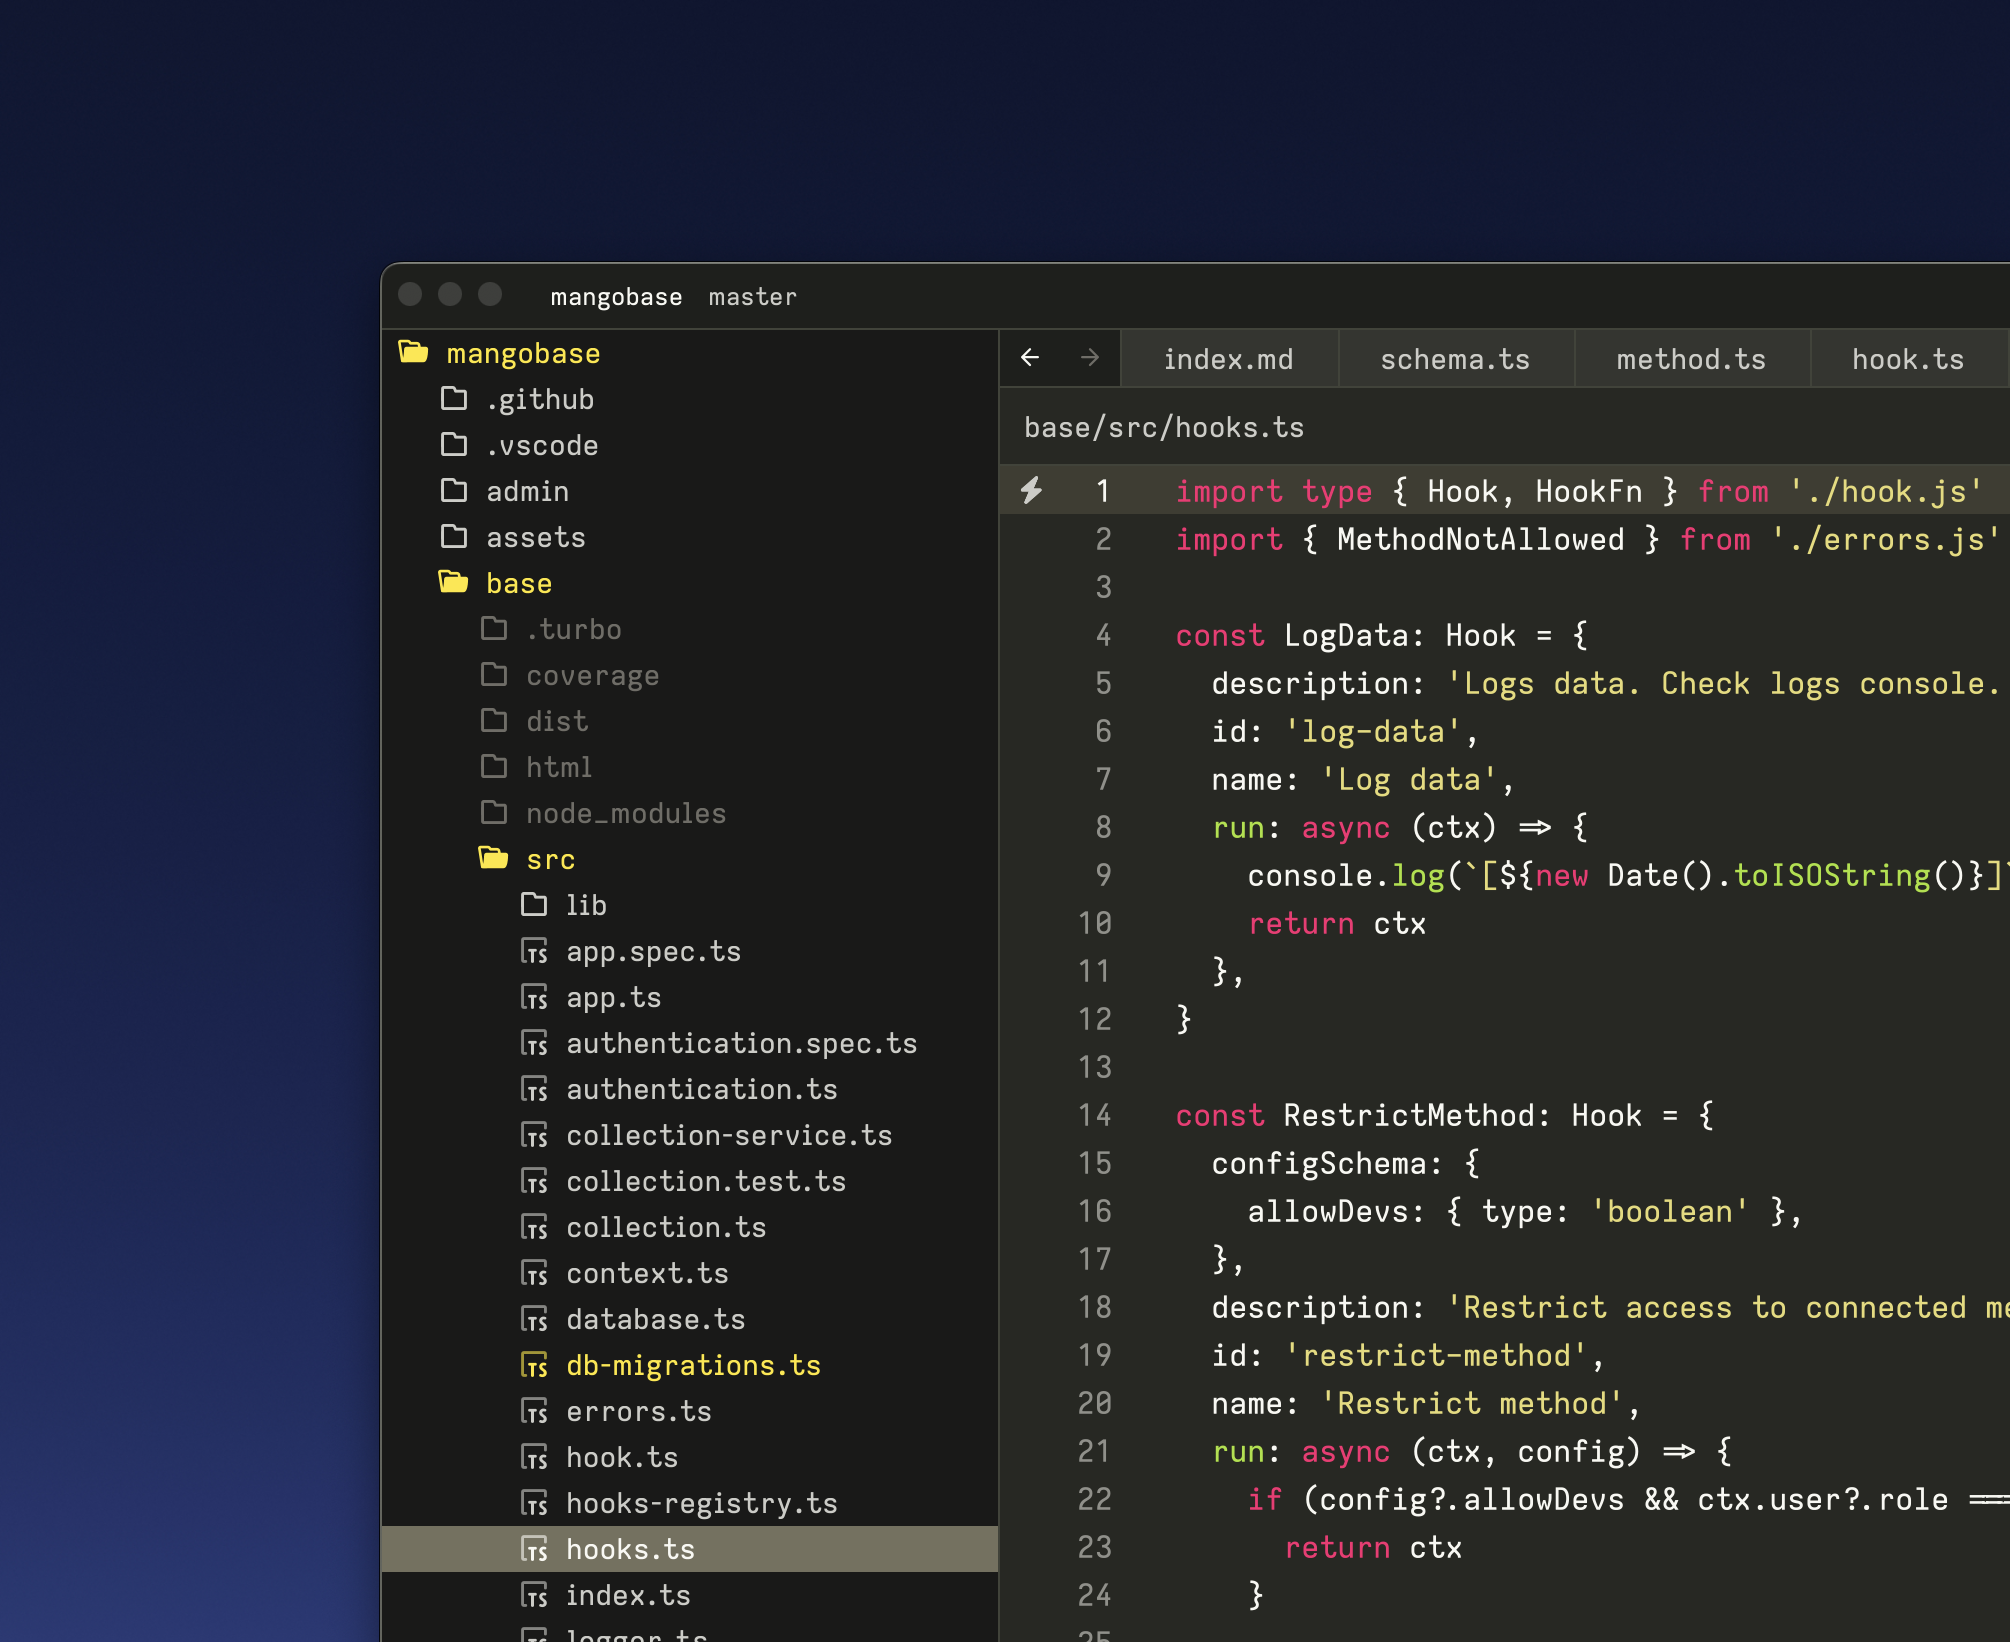 mangobase master
mangobase
.github
.vscode
admin
assets
base
.turbo
coverage
dist
html
node_modules
src
lib
app.spec.ts
app.ts
authentication.spec.ts
authentication.ts
collection-service.ts
collection.test.ts
collection.ts
context.ts
database.ts
db-migrations.ts
errors.ts
hook.ts
hooks-registry.ts
hooks.ts
index.ts
logger.ts
index.md schema.ts method.ts hook.ts
base/src/hooks.ts
1 import type { Hook, HookFn } from './hook.js'
2 import { MethodNotAllowed } from './errors.js'
3
4 const LogData: Hook = {
5   description: 'Logs data. Check logs console.
6   id: 'log-data',
7   name: 'Log data',
8   run: async (ctx) => {
9     console.log(`[${new Date().toISOString()}]`
10     return ctx
11   },
12 }
13
14 const RestrictMethod: Hook = {
15   configSchema: {
16     allowDevs: { type: 'boolean' },
17   },
18   description: 'Restrict access to connected
19   id: 'restrict-method',
20   name: 'Restrict method',
21   run: async (ctx, config) => {
22     if (config?.allowDevs && ctx.user?.role ===
23       return ctx
24     }
25